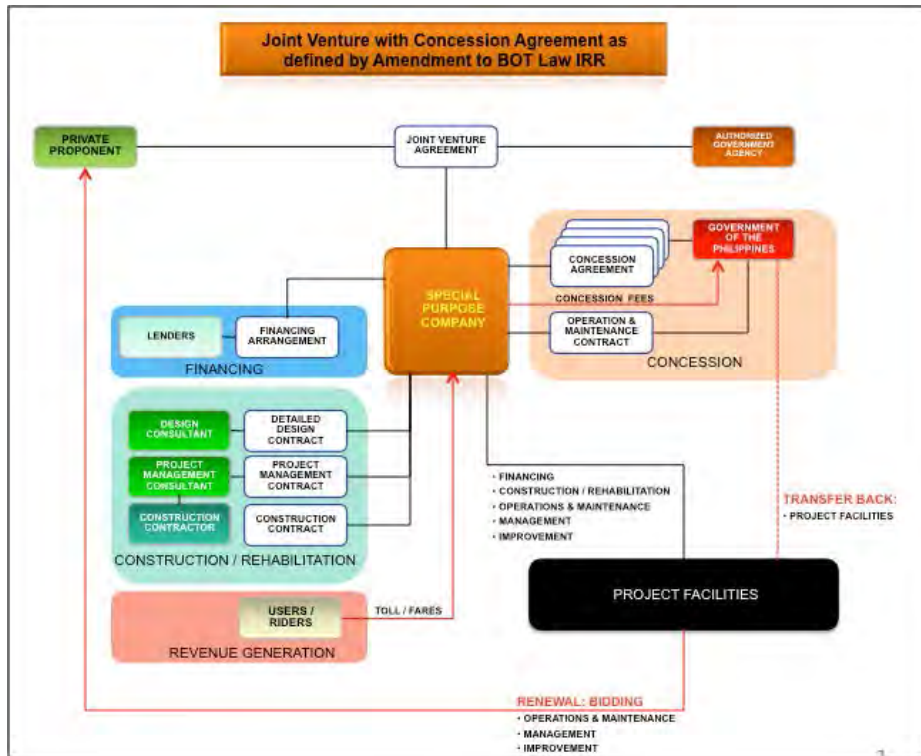 Joint Venture with Concession Agreement as
defined by Amendment to BOT Law IRR
PRIVATE
PROPONENT
JOINT VENTURE
AGREEMENT
AUTHORIZED
GOVERNMENT
AGENCY
SPECIAL
PURPOSE
COMPANY
CONCESSION
AGREEMENT
GOVERNMENT
OF THE
PHILIPPINES
CONCESSION FEES
OPERATION &
MAINTENANCE
CONTRACT
CONCESSION
LENDERS
FINANCING
ARRANGEMENT
FINANCING
DESIGN
CONSULTANT
DETAILED
DESIGN
CONTRACT
PROJECT
MANAGEMENT
CONSULTANT
PROJECT
MANAGEMENT
CONTRACT
CONSTRUCTION
CONTRACTOR
CONSTRUCTION
CONTRACT
CONSTRUCTION / REHABILITATION
• FINANCING
• CONSTRUCTION / REHABILITATION
• OPERATIONS & MAINTENANCE
• MANAGEMENT
• IMPROVEMENT
TRANSFER BACK:
• PROJECT FACILITIES
PROJECT FACILITIES
USERS /
RIDERS
TOLL / FARES
REVENUE GENERATION
RENEWAL: BIDDING
• OPERATIONS & MAINTENANCE
• MANAGEMENT
• IMPROVEMENT